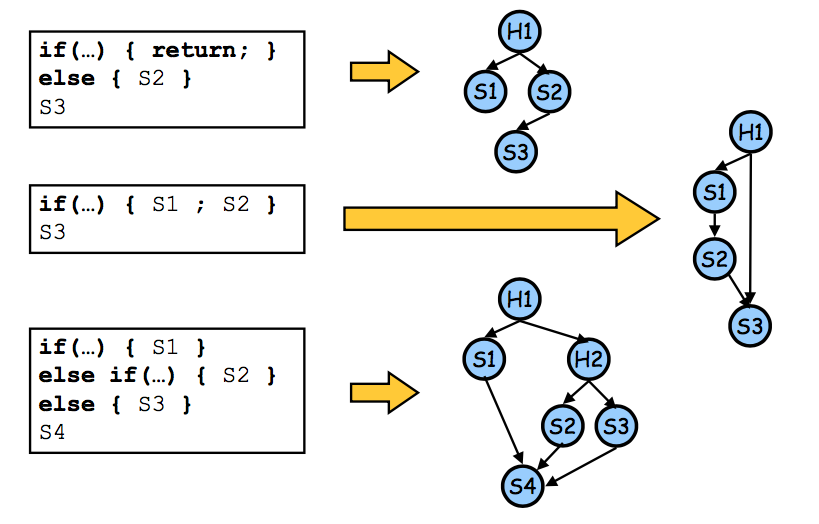 if(…) { return; }
else { S2 }
S3
H1
S1 S2
S3
if(…) { S1 ; S2 }
S3
H1
S1
S2
S3
if(…) { S1 }
else if(…) { S2 }
else { S3 }
S4
H1
S1 H2
S2 S3
S4